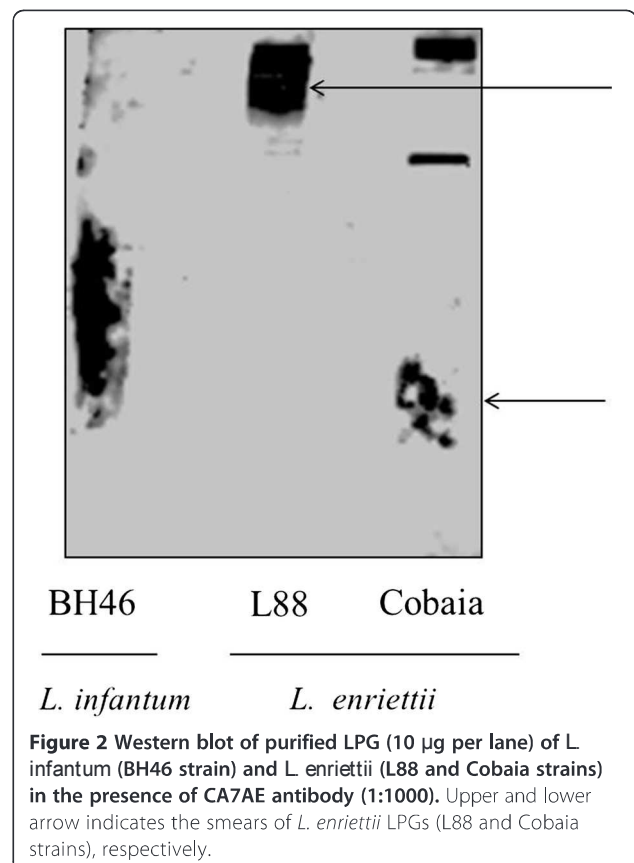 BH46 L88 Cobaia
L. infantum L. enriettii
Figure 2 Western blot of purified LPG (10 µg per lane) of L.
infantum (BH46 strain) and L. enriettii (L88 and Cobaia strains)
in the presence of CA7AE antibody (1:1000). Upper and lower
arrow indicates the smears of L. enriettii LPGs (L88 and Cobaia
strains), respectively.